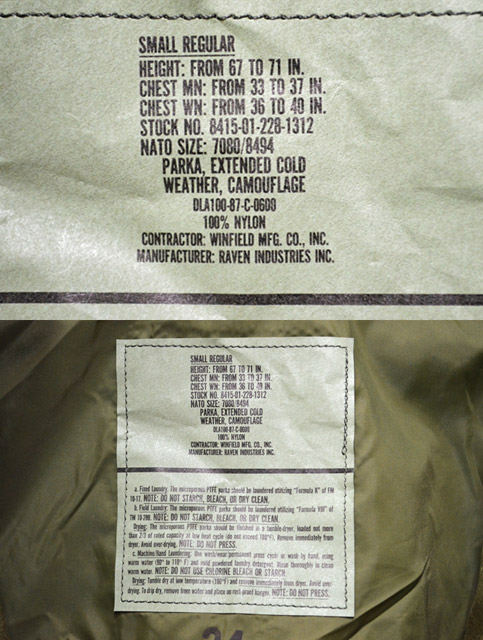 SMALL REGULAR
HEIGHT: FROM 67 TO 71 IN.
CHEST MN: FROM 33 TO 37 IN.
CHEST WN: FROM 36 TO 40 IN.
STOCK NO. 8415-01-228-1312
NATO SIZE: 7080/8494
PARKA, EXTENDED COLD
WEATHER, CAMOUFLAGE
DLA100-87-C-0600
100% NYLON
CONTRACTOR: WINFIELD MFG. CO., INC.
MANUFACTURER: RAVEN INDUSTRIES INC.
SMALL REGULAR
HEIGHT: FROM 67 TO 71 IN.
CHEST MN: FROM 33 TO 37 IN.
CHEST WN: FROM 36 TO 40 IN.
STOCK NO. 8415-01-228-1312
NATO SIZE: 7080/8494
PARKA, EXTENDED COLD
WEATHER, CAMOUFLAGE
DLA100-87-C-0600
100% NYLON
CONTRACTOR: WINFIELD MFG. CO., INC.
MANUFACTURER: RAVEN INDUSTRIES INC.
a. Fixed Laundry: The microporous PTFE parka should be laundered utilizing "Formula K" of FM
10-17. NOTE: DO NOT STARCH, BLEACH, OR DRY CLEAN.
b. Field Laundry: The microporous PTFE parka should be laundered utilizing "Formula VIII" of
TM 10-280. NOTE: DO NOT STARCH, BLEACH, OR DRY CLEAN.
Drying: The microporous PTFE parka should be finished in a tumble-dryer, loaded not more
than 2/3 of rated capacity at low heat cycle (do not exceed 100°F). Remove immediately from
dryer. Avoid over-drying. NOTE: DO NOT PRESS.
c. Machine/Hand Laundering: Use wash/wear/permanent press cycle or wash by hand, using
warm water (90° to 110° F) and mild powdered laundry detergent. Rinse thoroughly in clean
warm water. NOTE: DO NOT USE CHLORINE BLEACH OR STARCH.
Drying: Tumble dry at low temperature (100°F) and remove immediately from dryer. Avoid over-
drying. To drip dry, remove from water and place on rust-proof hanger. NOTE: DO NOT PRESS.